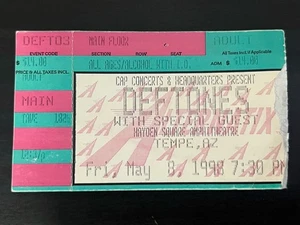 DEFTOS MAIN FLOOR ADULT
EVENT CODE SECTION ROW SEAT All Taxes Incl. If Applicable
$19.00 ALL AGES/ALCOHOL WITH I.D. $19.00
PRICE & ALL TAXES INCL.
ADULT CAP CONCERTS & HEADQUARTERS PRESENT
MAIN DEFTONES
WITH SPECIAL GUEST
HAYDEN SQUARE AMPHITHEATRE
TEMPE,AZ
Fri, May 8, 1998 7:30 PM